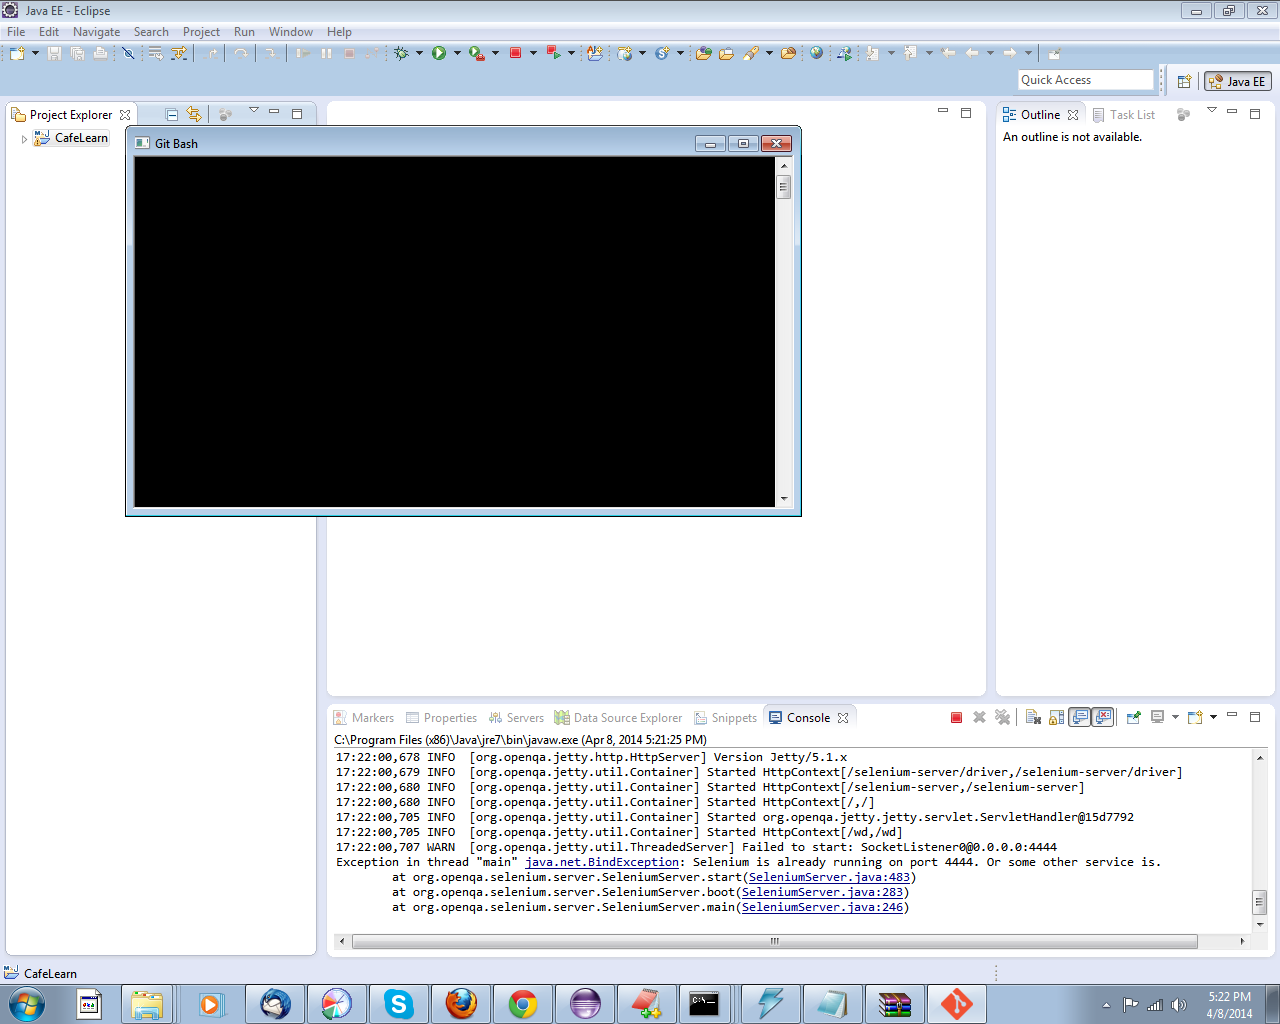 Java EE - Eclipse
File Edit Navigate Search Project Run Window Help
Quick Access
Java EE
Project Explorer
CafeLearn
Git Bash
Outline
Task List
An outline is not available.
Markers Properties Servers Data Source Explorer Snippets Console
C:\Program Files (x86)\Java\jre7\bin\javaw.exe (Apr 8, 2014 5:21:25 PM)
17:22:00,678 INFO [org.openqa.jetty.http.HttpServer] Version Jetty/5.1.x
17:22:00,679 INFO [org.openqa.jetty.util.Container] Started HttpContext[/selenium-server/driver,/selenium-server/driver]
17:22:00,680 INFO [org.openqa.jetty.util.Container] Started HttpContext[/selenium-server,/selenium-server]
17:22:00,680 INFO [org.openqa.jetty.util.Container] Started HttpContext[/,/]
17:22:00,705 INFO [org.openqa.jetty.util.Container] Started org.openqa.jetty.jetty.servlet.ServletHandler@15d7792
17:22:00,705 INFO [org.openqa.jetty.util.Container] Started HttpContext[/wd,/wd]
17:22:00,707 WARN [org.openqa.jetty.util.ThreadedServer] Failed to start: SocketListener0@0.0.0.0:4444
Exception in thread "main" java.net.BindException: Selenium is already running on port 4444. Or some other service is.
at org.openqa.selenium.server.SeleniumServer.start(SeleniumServer.java:483)
at org.openqa.selenium.server.SeleniumServer.boot(SeleniumServer.java:283)
at org.openqa.selenium.server.SeleniumServer.main(SeleniumServer.java:246)
CafeLearn
5:22 PM
4/8/2014